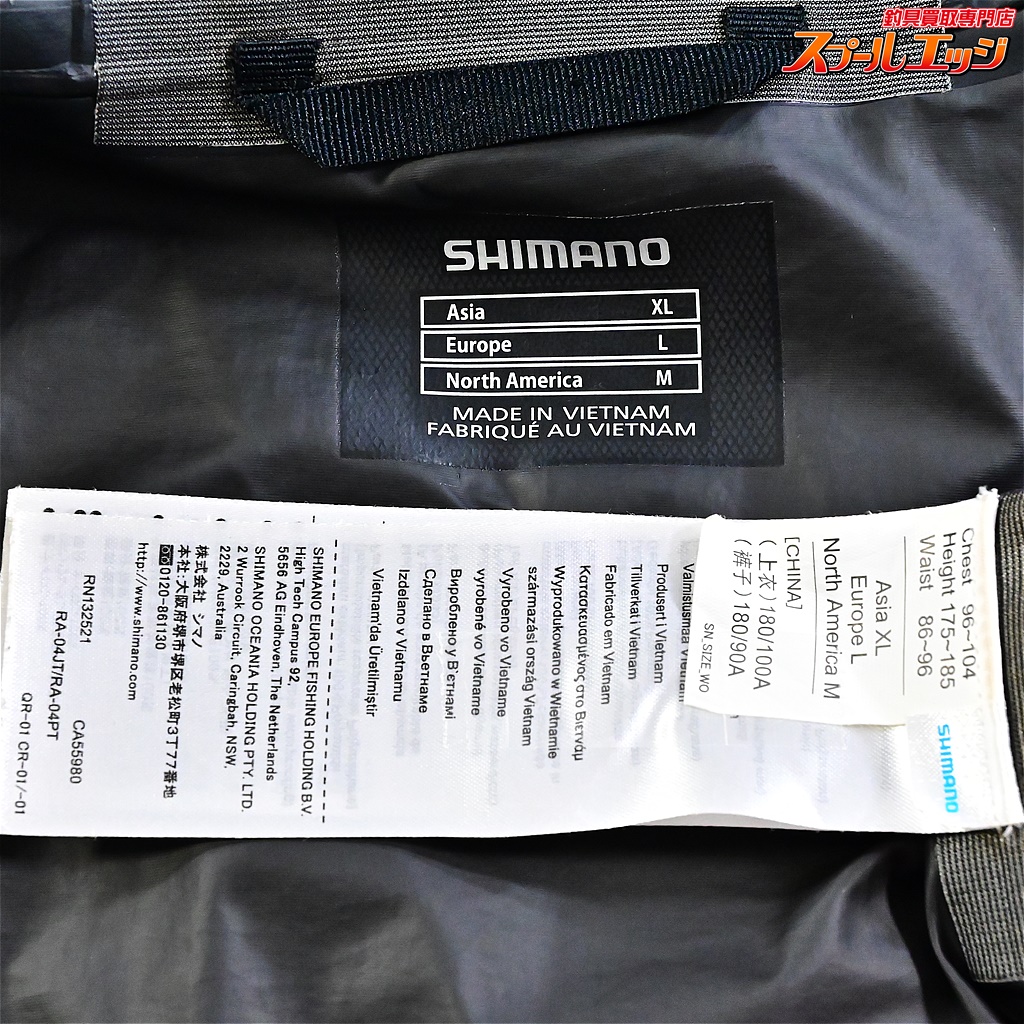 釣具買取専門店
スプールエッジ
SHIMANO
Asia XL
Europe L
North America M
MADE IN VIETNAM
FABRIQUÉ AU VIETNAM
Chest 96~104
Height 175~185
Waist 86~96
Asia XL
Europe L
North America M
[CHINA]
(上衣) 180/100A
(裤子) 180/90A
SN SIZE WO
SHIMANO
Valmistusmaa Vietnam
Produsert i Vietnam
Tillverkat i Vietnam
Fabricado em Vietnam
Κατασκευασμένος στο Βιετνάμ
Wyprodukowano w Wietnamie
származási ország Vietnam
Vyrobeno ve Vietnamu
vyrobené vo Vietname
Вироблено у В'єтнамі
Сделано в Вьетнаме
Izdelano v Vietnamu
Vietnam'da Üretilmiştir
SHIMANO EUROPE FISHING HOLDING B.V.
High Tech Campus 92,
5656 AG Eindhoven, The Netherlands
SHIMANO OCEANIA HOLDING PTY. LTD.
2 Wurrook Circuit, Caringbah, NSW,
2229, Australia
株式会社 シマノ
本社:大阪府堺市堺区老松町3丁77番地
0120-861130
http://www.shimano.com
RN132521 CA55980
RA-04JT/RA-04PT
QR-01 CR-01/-01